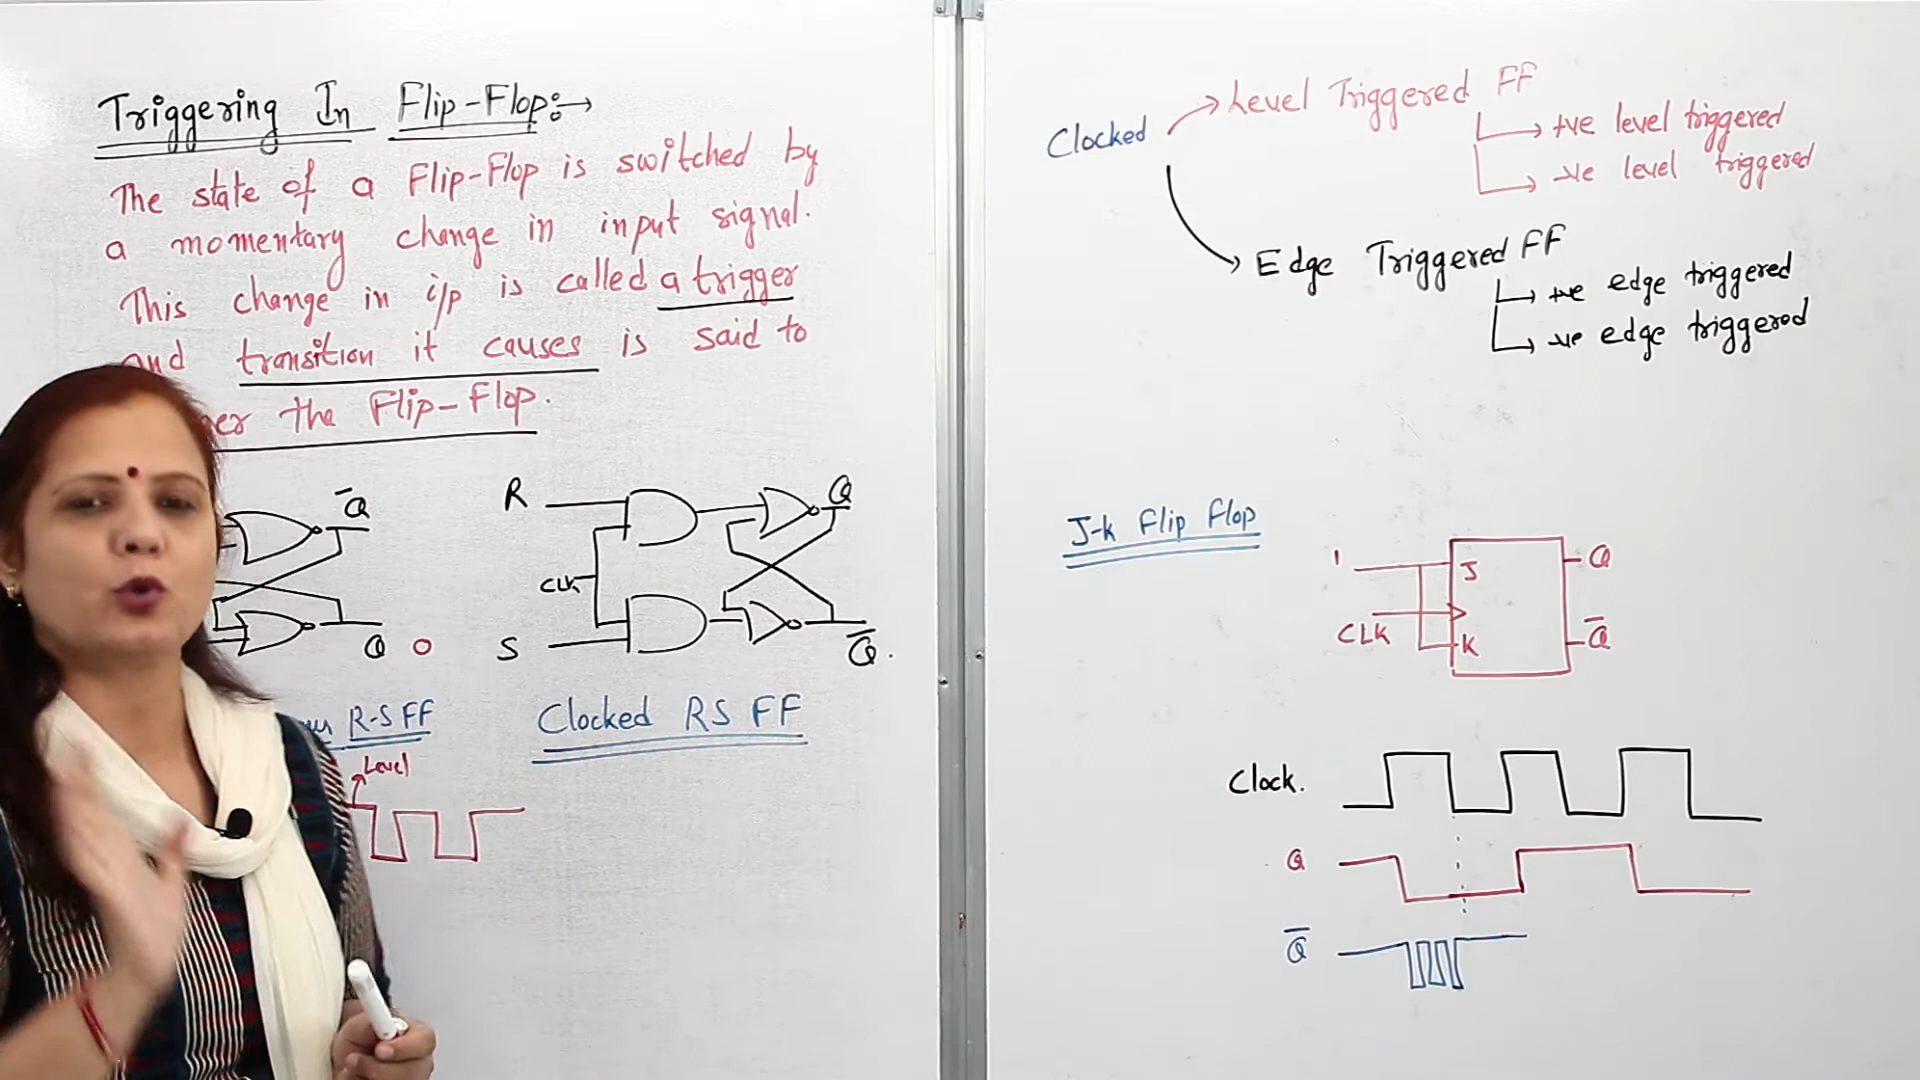 Triggering In Flip-Flop:→
The state of a Flip-Flop is switched by
a momentary change in input signal.
This change in i/p is called a trigger
and transition it causes is said to
the Flip-Flop.
Q̅
Q 0
R-S FF
Level
R
CLK
S
Q
Q̅.
Clocked RS FF
Clocked
Level Triggered FF
+ve level triggered
-ve level triggered
Edge Triggered FF
+ve edge triggered
-ve edge triggered
J-K Flip Flop
1
J
CLK
K
Q
Q̅
Clock.
Q
Q̅